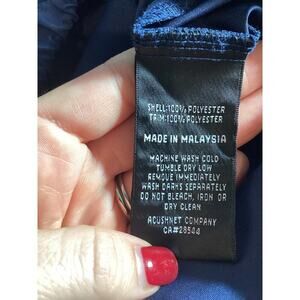 SHELL:100% POLYESTER
TRIM:100% POLYESTER
MADE IN MALAYSIA
MACHINE WASH COLD
TUMBLE DRY LOW
REMOVE IMMEDIATELY
WASH DARKS SEPARATELY
DO NOT BLEACH, IRON OR
DRY CLEAN
ACUSHNET COMPANY
CA#28544